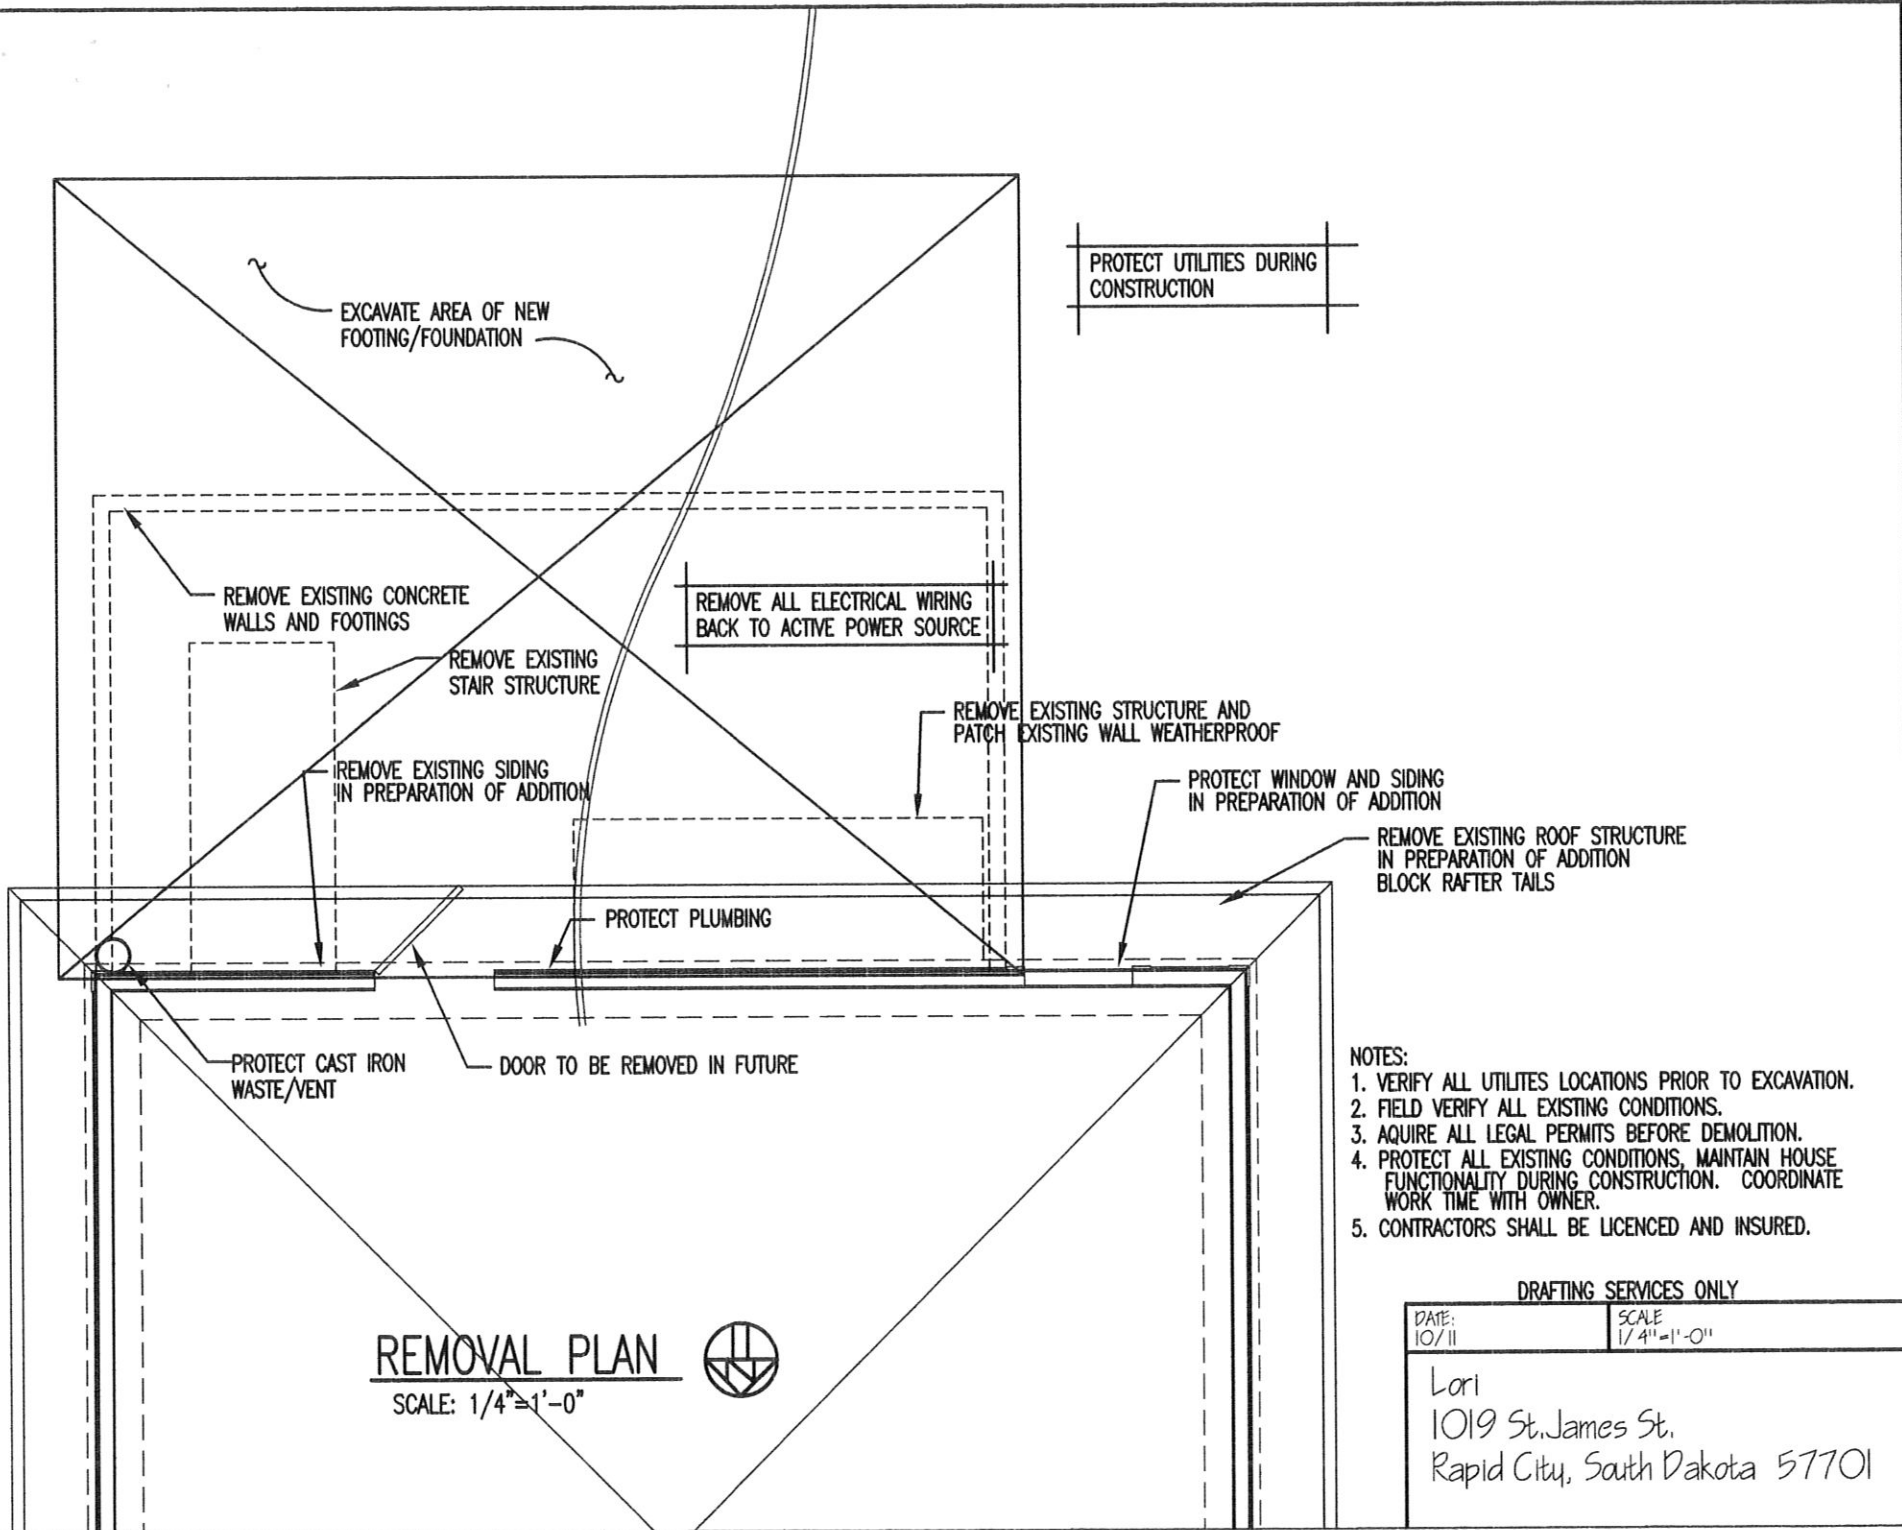 PROTECT UTILITIES DURING
CONSTRUCTION
EXCAVATE AREA OF NEW
FOOTING/FOUNDATION
REMOVE EXISTING CONCRETE
WALLS AND FOOTINGS
REMOVE ALL ELECTRICAL WIRING
BACK TO ACTIVE POWER SOURCE
REMOVE EXISTING
STAIR STRUCTURE
REMOVE EXISTING STRUCTURE AND
PATCH EXISTING WALL WEATHERPROOF
REMOVE EXISTING SIDING
IN PREPARATION OF ADDITION
PROTECT WINDOW AND SIDING
IN PREPARATION OF ADDITION
REMOVE EXISTING ROOF STRUCTURE
IN PREPARATION OF ADDITION
BLOCK RAFTER TAILS
PROTECT PLUMBING
PROTECT CAST IRON
WASTE/VENT
DOOR TO BE REMOVED IN FUTURE
NOTES:
1. VERIFY ALL UTILITES LOCATIONS PRIOR TO EXCAVATION.
2. FIELD VERIFY ALL EXISTING CONDITIONS.
3. AQUIRE ALL LEGAL PERMITS BEFORE DEMOLITION.
4. PROTECT ALL EXISTING CONDITIONS, MAINTAIN HOUSE
FUNCTIONALITY DURING CONSTRUCTION. COORDINATE
WORK TIME WITH OWNER.
5. CONTRACTORS SHALL BE LICENCED AND INSURED.
REMOVAL PLAN
SCALE: 1/4"=1'-0"
DRAFTING SERVICES ONLY
DATE:
10/11
SCALE
1/4"=1'-0"
Lori
1019 St.James St.
Rapid City, South Dakota 57701